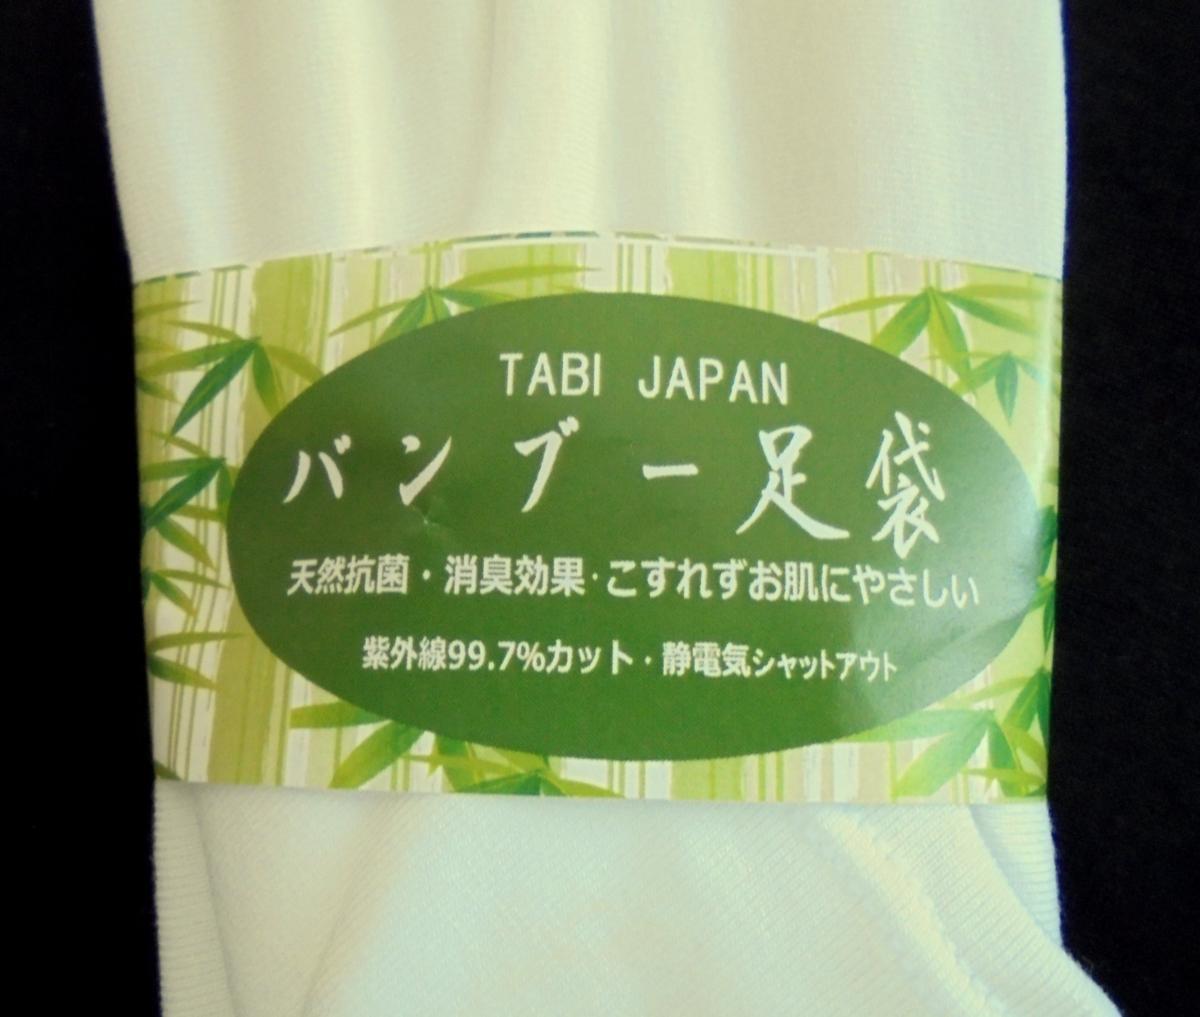 TABI JAPAN
バンブー足袋
天然抗菌・消臭効果・こすれずお肌にやさしい
紫外線99.7%カット・静電気シャットアウト